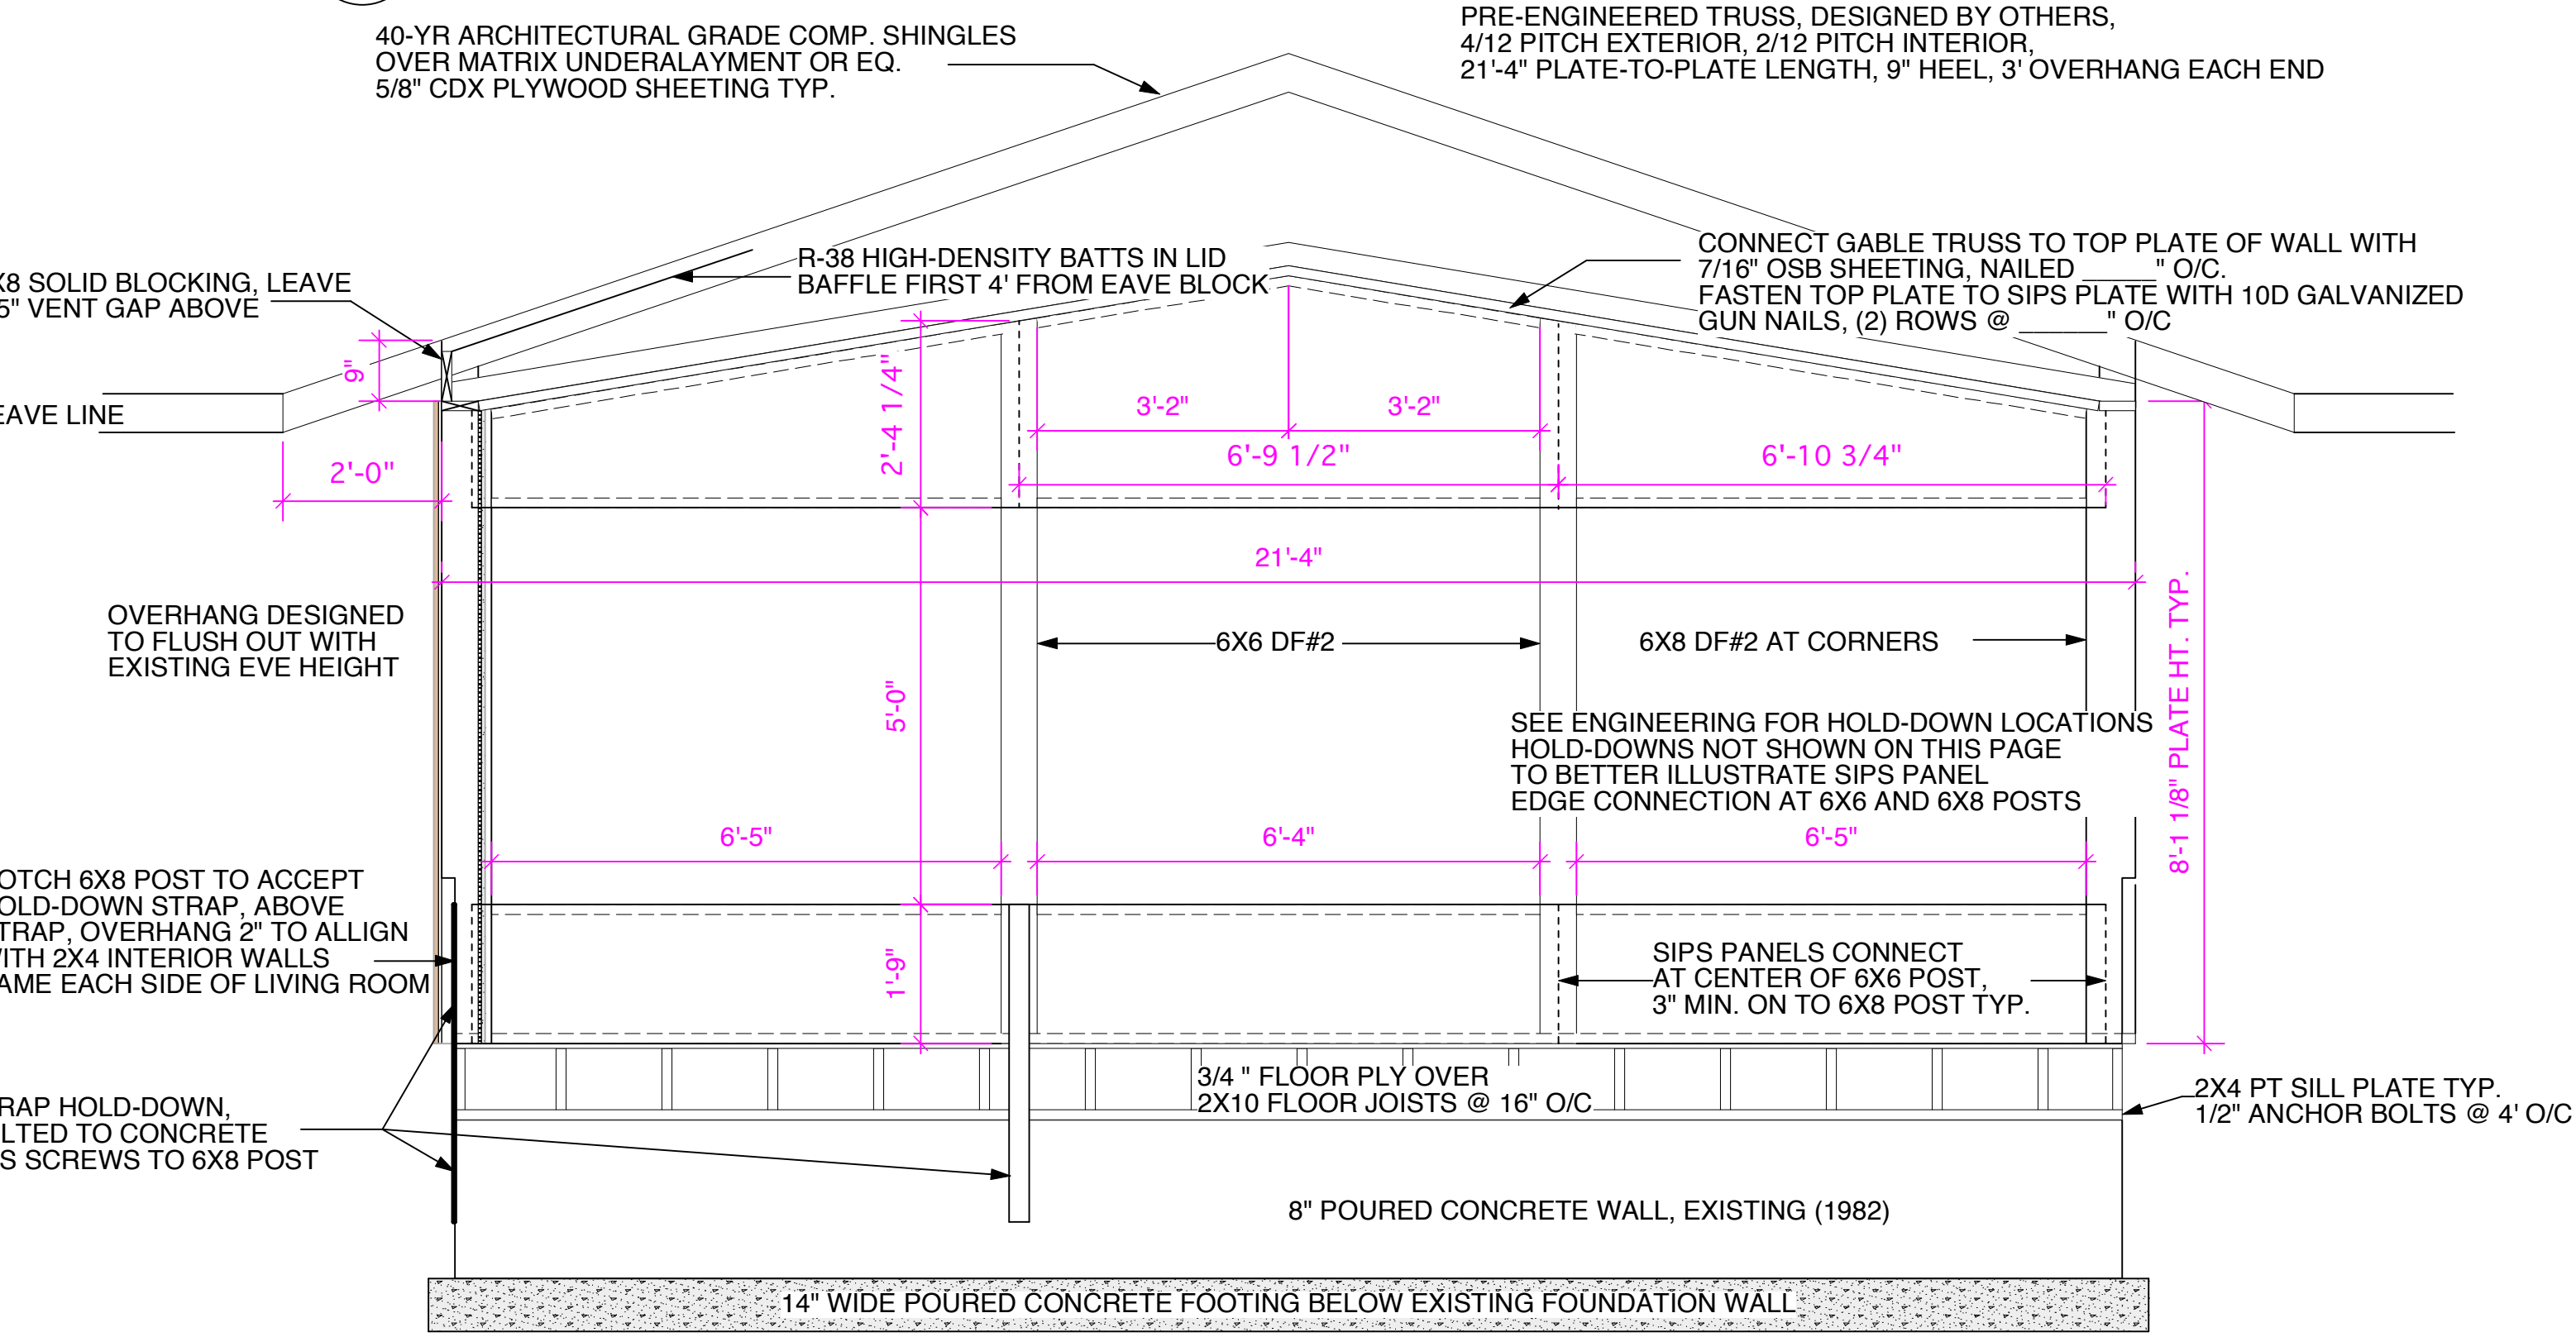 40-YR ARCHITECTURAL GRADE COMP. SHINGLES
OVER MATRIX UNDERALAYMENT OR EQ.
5/8" CDX PLYWOOD SHEETING TYP.
PRE-ENGINEERED TRUSS, DESIGNED BY OTHERS,
4/12 PITCH EXTERIOR, 2/12 PITCH INTERIOR,
21'-4" PLATE-TO-PLATE LENGTH, 9" HEEL, 3' OVERHANG EACH END
X8 SOLID BLOCKING, LEAVE
5" VENT GAP ABOVE
R-38 HIGH-DENSITY BATTS IN LID
BAFFLE FIRST 4' FROM EAVE BLOCK
CONNECT GABLE TRUSS TO TOP PLATE OF WALL WITH
7/16" OSB SHEETING, NAILED _____" O/C.
FASTEN TOP PLATE TO SIPS PLATE WITH 10D GALVANIZED
GUN NAILS, (2) ROWS @ ______" O/C
9"
EAVE LINE
2'-0"
2'-4 1/4"
3'-2"
3'-2"
6'-9 1/2"
6'-10 3/4"
21'-4"
OVERHANG DESIGNED
TO FLUSH OUT WITH
EXISTING EVE HEIGHT
5'-0"
6X6 DF#2
6X8 DF#2 AT CORNERS
8'-1 1/8" PLATE HT. TYP.
SEE ENGINEERING FOR HOLD-DOWN LOCATIONS
HOLD-DOWNS NOT SHOWN ON THIS PAGE
TO BETTER ILLUSTRATE SIPS PANEL
EDGE CONNECTION AT 6X6 AND 6X8 POSTS
6'-5"
6'-4"
6'-5"
OTCH 6X8 POST TO ACCEPT
OLD-DOWN STRAP, ABOVE
TRAP, OVERHANG 2" TO ALLIGN
WITH 2X4 INTERIOR WALLS
AME EACH SIDE OF LIVING ROOM
1'-9"
SIPS PANELS CONNECT
AT CENTER OF 6X6 POST,
3" MIN. ON TO 6X8 POST TYP.
RAP HOLD-DOWN,
LTED TO CONCRETE
S SCREWS TO 6X8 POST
3/4 " FLOOR PLY OVER
2X10 FLOOR JOISTS @ 16" O/C
2X4 PT SILL PLATE TYP.
1/2" ANCHOR BOLTS @ 4' O/C
8" POURED CONCRETE WALL, EXISTING (1982)
14" WIDE POURED CONCRETE FOOTING BELOW EXISTING FOUNDATION WALL